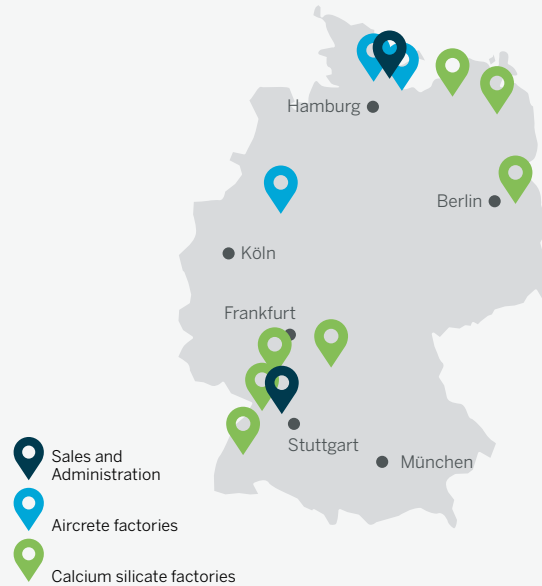 Hamburg
Berlin
Köln
Frankfurt
Stuttgart
München
Sales and
Administration
Aircrete factories
Calcium silicate factories